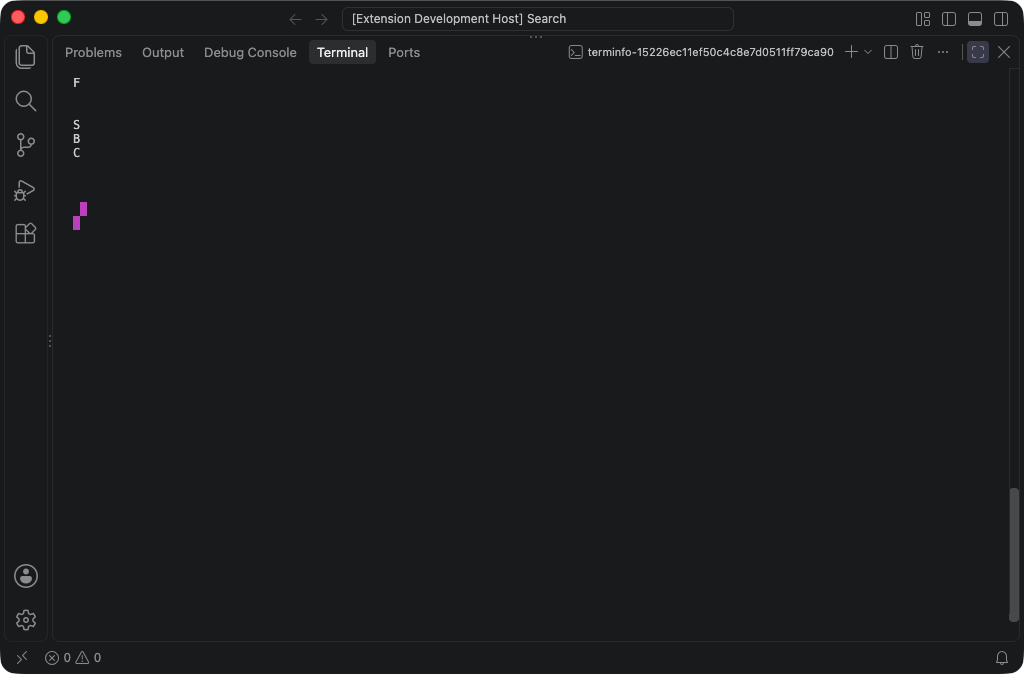 [Extension Development Host] Search
Problems Output Debug Console Terminal Ports terminfo-15226ec11ef50c4c8e7d0511ff79ca90
F
S
B
C
0 0